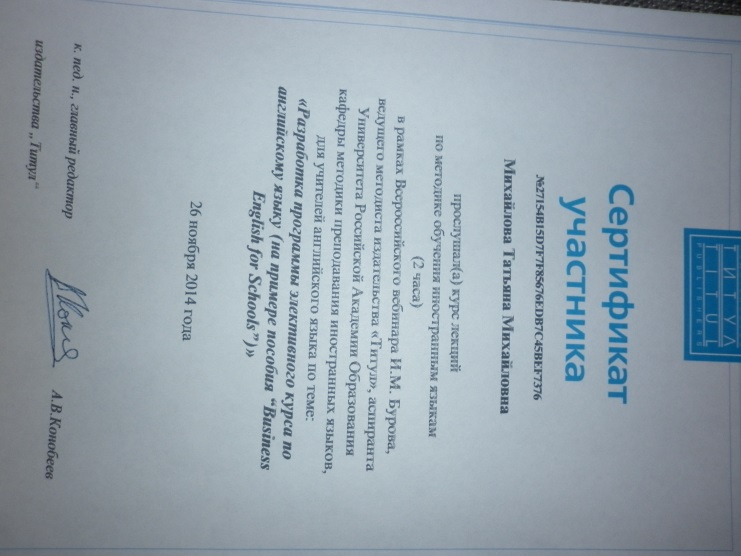 ТИТУЛ
TITUL
PUBLISHERS
Сертификат
участника
№27154B15D7F7F85676EDB7C45BEF7376
Михайлова Татьяна Михайловна
прослушал(а) курс лекций
по методике обучения иностранным языкам
(2 часа)
в рамках Всероссийского вебинара И.М. Бурова,
ведущего методиста издательства «Титул», аспиранта
Университета Российской Академии Образования
кафедры методики преподавания иностранных языков,
для учителей английского языка по теме:
«Разработка программы элективного курса по
английскому языку (на примере пособия “Business
English for Schools”)»
26 ноября 2014 года
к. пед. н., главный редактор
издательства „Титул“
А.В.Конобеев